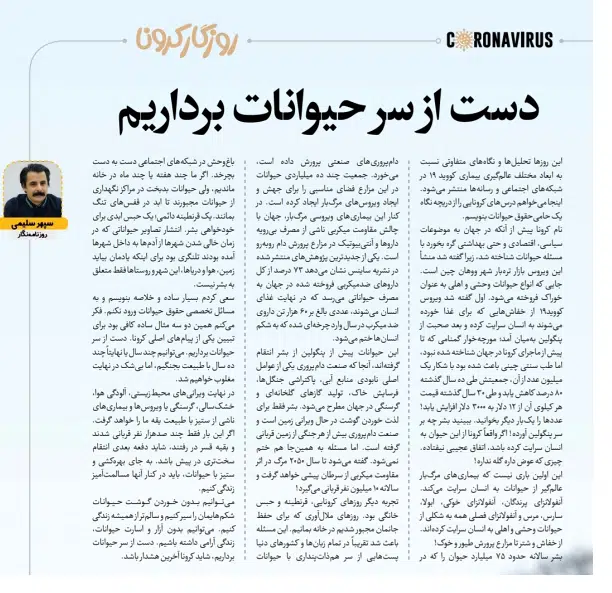 روزگار کرونا
CORONAVIRUS
دست از سر حیوانات برداریم
سپهر سلیمی
روزنامه‌نگار
این روزها تحلیل‌ها و نگاه‌های متفاوتی نسبت
به ابعاد مختلف عالم‌گیری بیماری کووید ۱۹ در
شبکه‌های اجتماعی و رسانه‌ها منتشر می‌شود.
اینجا می‌خواهم درس‌های کرونایی را از دریچه نگاه
یک حامی حقوق حیوانات بنویسم.
نام کرونا پیش از آنکه در جهان به موضوعات
سیاسی، اقتصادی و حتی بهداشتی گره بخورد با
مسئله حیوانات شناخته شد، زیرا گفته شد منشأ
این ویروس بازار تره‌بار شهر ووهان چین است.
جایی که انواع حیوانات وحشی و اهلی به عنوان
خوراک فروخته می‌شود. اول گفته شد ویروس
کووید۱۹ از خفاش‌هایی که برای غذا خورده
می‌شوند به انسان سرایت کرده و بعد صحبت از
پنگولین به‌میان آمد؛ مورچه‌خوار گمنامی که تا
پیش از ماجرای کرونا در جهان شناخته شده نبود،
اما طب سنتی چینی باعث شده بود با شکار یک
میلیون عدد از آن، جمعیتش طی ده سال گذشته
۸۰ درصد کاهش یابد و طی ۳۰ سال گذشته قیمت
هر کیلوی آن از ۱۲ دلار به ۳۰۰۰ دلار افزایش یابد!
عددها را یک‌بار دیگر بخوانید. ببینید بشر چه بر
سر پنگولین آورده! اگر واقعاً کرونا از این حیوان به
انسان سرایت کرده باشد، اتفاق عجیبی نیفتاده.
چیزی که عوض داره گله نداره!
این اولین باری نیست که بیماری‌های مرگ‌بار
عالم‌گیر از حیوانات به انسان سرایت می‌کند.
آنفولانزای پرندگان، آنفولانزای خوکی، ابولا،
سارس، مرس و آنفولانزای فصلی همه به شکلی از
حیوانات وحشی و اهلی به انسان سرایت کرده‌اند.
از خفاش و شتر تا مزارع پرورش طیور و خوک!
بشر سالانه حدود ۷۵ میلیارد حیوان را که در
دام‌پروری‌های صنعتی پرورش داده است،
می‌خورد. جمعیت چند ده میلیاردی حیوانات
در این مزارع فضای مناسبی را برای جهش و
ایجاد ویروس‌های مرگ‌بار ایجاد کرده است. در
کنار این بیماری‌های ویروسی مرگ‌بار، جهان با
چالش مقاومت میکربی ناشی از مصرف بی‌رویه
داروها و آنتی‌بیوتیک در مزارع پرورش دام روبه‌رو
است. یکی از جدیدترین پژوهش‌های منتشر شده
در نشریه ساینس نشان می‌دهد ۷۳ درصد از کل
داروهای ضدمیکربی فروخته شده در جهان به
مصرف حیواناتی می‌رسد که در نهایت غذای
انسان می‌شوند، عددی بالغ بر ۶۰ هزار تن داروی
ضدمیکرب در سال وارد چرخه‌ای شده که به شکم
انسان‌ها ختم می‌شود.
این حیوانات پیش از پنگولین از بشر انتقام
گرفته‌اند. آنجا که صنعت دام‌پروری یکی از عوامل
اصلی نابودی منابع آبی، پاکتراشی جنگل‌ها،
فرسایش خاک، تولید گازهای گلخانه‌ای و
گرسنگی در جهان مطرح می‌شود. بشر فقط برای
لذت خوردن گوشت در حال ویرانی زمین است و
صنعت دام‌پروری بیش از هر جنگی از زمین قربانی
گرفته است. اما مسئله به همین‌جا هم ختم
نمی‌شود. گفته می‌شود تا سال ۲۰۵۰ مرگ در اثر
مقاومت میکربی از سرطان پیشی خواهد گرفت و
سالانه ۱۰ میلیون نفر قربانی می‌گیرد!
تجربه دیگر روزهای کرونایی، قرنطینه و حبس
خانگی بود. روزهای ملال‌آوری که برای حفظ
جانمان مجبور شدیم در خانه بمانیم. این مسئله
باعث شد تقریباً در تمام زبان‌ها و کشورهای دنیا
پست‌هایی از سر هم‌ذات‌پنداری با حیوانات
باغ‌وحش در شبکه‌های اجتماعی دست به دست
بچرخد. اگر ما چند هفته یا چند ماه در خانه
ماندیم، ولی حیوانات بدبخت در مراکز نگهداری
از حیوانات مجبورند تا ابد در قفس‌های تنگ
بمانند. یک قرنطینه دائمی؛ یک حبس ابدی برای
خودخواهی بشر. انتشار تصاویر حیواناتی که در
زمان خالی شدن شهرها از آدم‌ها به داخل شهرها
آمده بودند تلنگری بود برای اینکه یادمان بیاید
زمین، هوا و دریاها، این شهر و روستاها فقط متعلق
به بشر نیست.
سعی کردم بسیار ساده و خلاصه بنویسم و به
مسائل تخصصی حقوق حیوانات ورود نکنم. فکر
می‌کنم همین دو سه مثال ساده کافی بود برای
تبیین یکی از پیام‌های اصلی کرونا. دست از سر
حیوانات برداریم. می‌توانیم چند سال یا نهایتاً چند
ده سال با طبیعت بجنگیم، اما بی‌شک در نهایت
مغلوب خواهیم شد.
در نهایت ویرانی‌های محیط‌زیستی، آلودگی هوا،
خشک‌سالی، گرسنگی یا ویروس‌ها و بیماری‌های
ناشی از ستیز با طبیعت یقه ما را خواهد گرفت.
اگر این بار فقط چند صدهزار نفر قربانی شدند
و بقیه قسر در رفتند، شاید دفعه بعدی انتقام
سخت‌تری در پیش باشد. به جای بهره‌کشی و
ستیز با حیوانات، باید در کنار آنها مسالمت‌آمیز
زندگی کنیم.
می‌توانیم بدون خوردن گوشت حیوانات
شکم‌هایمان را سیر کنیم و سالم‌تر از همیشه زندگی
کنیم. می‌توانیم بدون آزار و اسارت حیوانات،
زندگی آرامی داشته باشیم. دست از سر حیوانات
برداریم، شاید کرونا آخرین هشدار باشد.